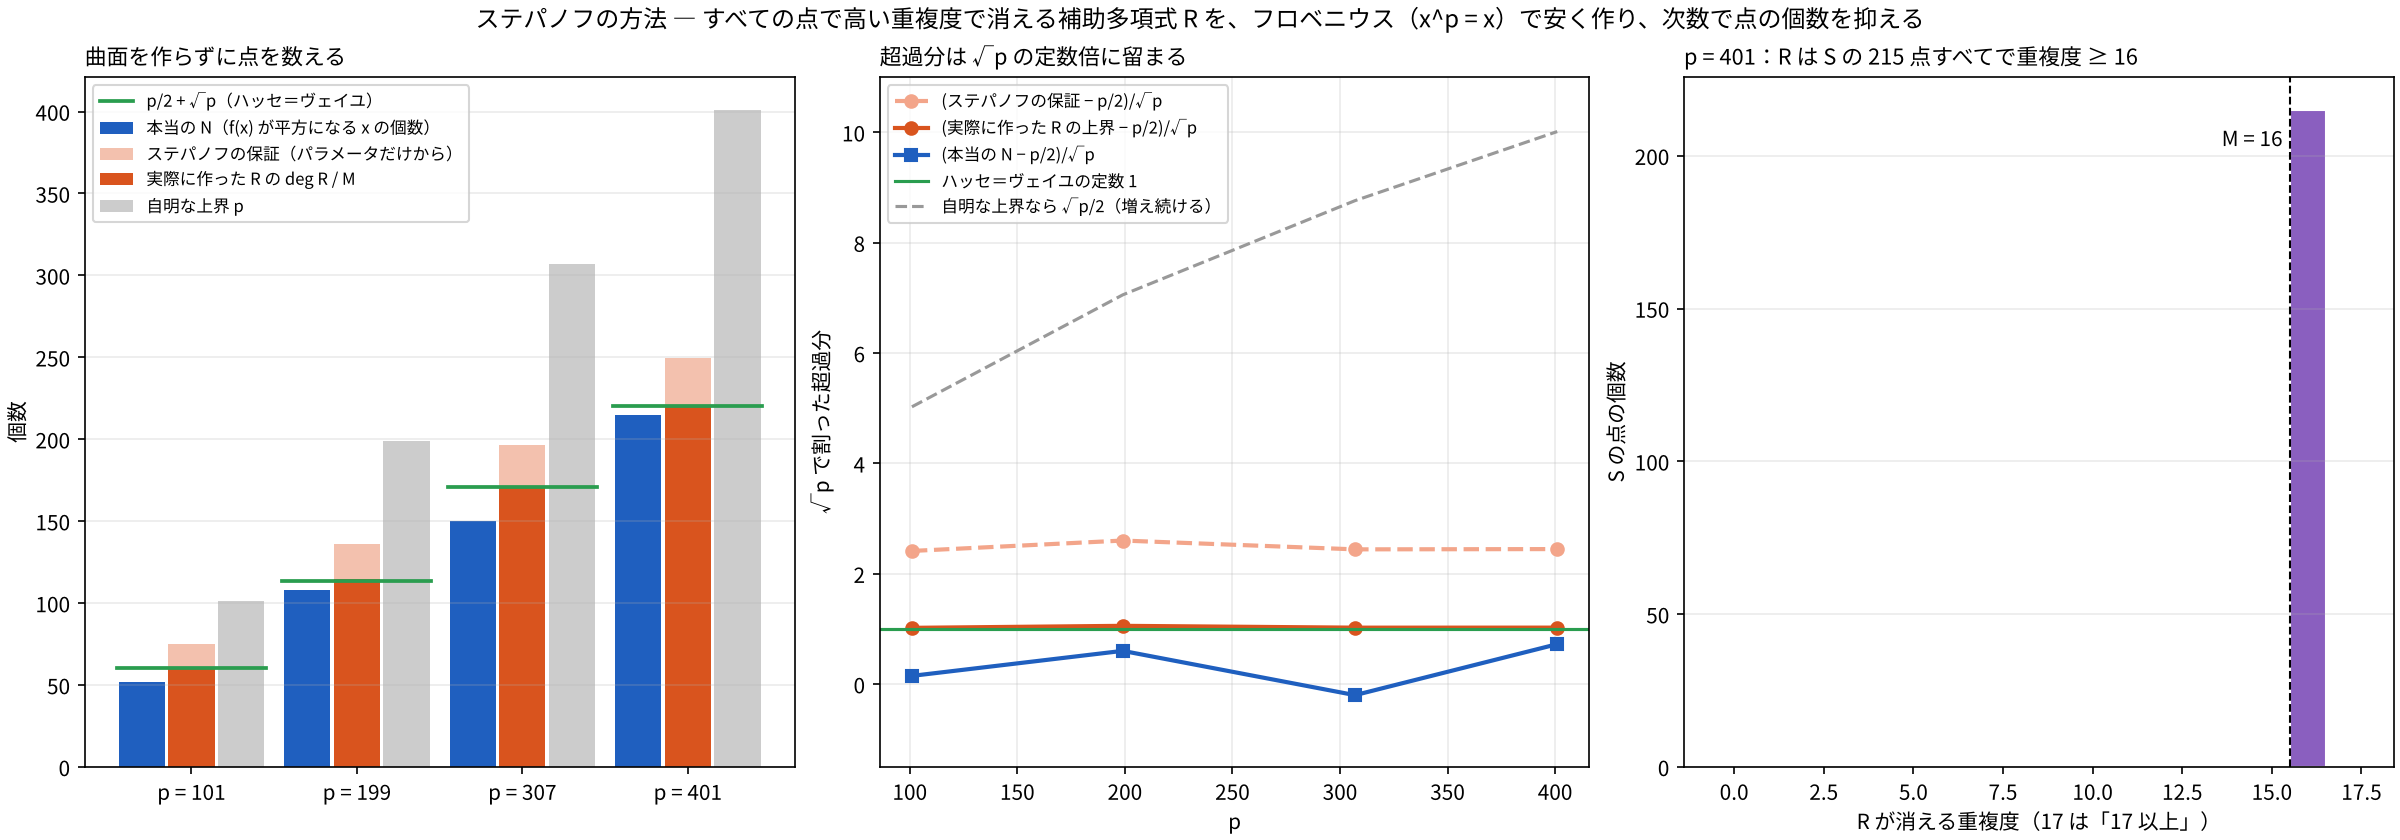 ステパノフの方法 — すべての点で高い重複度で消える補助多項式 R を、フロベニウス（x^p = x）で安く作り、次数で点の個数を抑える
曲面を作らずに点を数える
p/2 + √p（ハッセ＝ヴェイユ）
本当の N（f(x) が平方になる x の個数）
ステパノフの保証（パラメータだけから）
実際に作った R の deg R / M
自明な上界 p
個数
400
350
300
250
200
150
100
50
0
p = 101
p = 199
p = 307
p = 401
超過分は √p の定数倍に留まる
(ステパノフの保証 − p/2)/√p
(実際に作った R の上界 − p/2)/√p
(本当の N − p/2)/√p
ハッセ＝ヴェイユの定数 1
自明な上界なら √p/2（増え続ける）
√p で割った超過分
10
8
6
4
2
0
100
150
200
250
300
350
400
p
p = 401：R は S の 215 点すべてで重複度 ≥ 16
M = 16
S の点の個数
200
150
100
50
0
0.0
2.5
5.0
7.5
10.0
12.5
15.0
17.5
R が消える重複度（17 は「17 以上」）